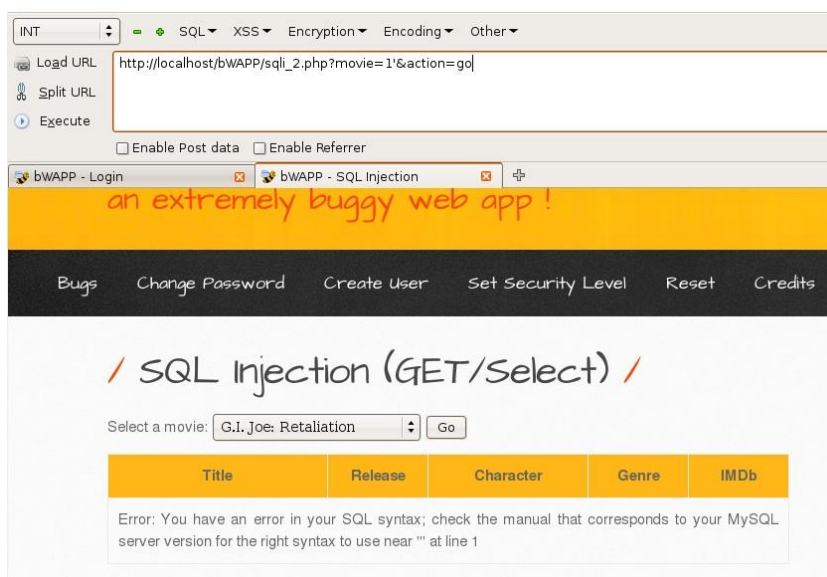 INT SQL XSS Encryption Encoding Other
Load URL http://localhost/bWAPP/sqli_2.php?movie=1'&action=go
Split URL
Execute
Enable Post data Enable Referrer
bWAPP - Login bWAPP - SQL Injection
an extremely buggy web app !
Bugs Change Password Create User Set Security Level Reset Credits
/ SQL Injection (GET/Select) /
Select a movie: G.I. Joe: Retaliation Go
Title Release Character Genre IMDb
Error: You have an error in your SQL syntax; check the manual that corresponds to your MySQL
server version for the right syntax to use near ''' at line 1